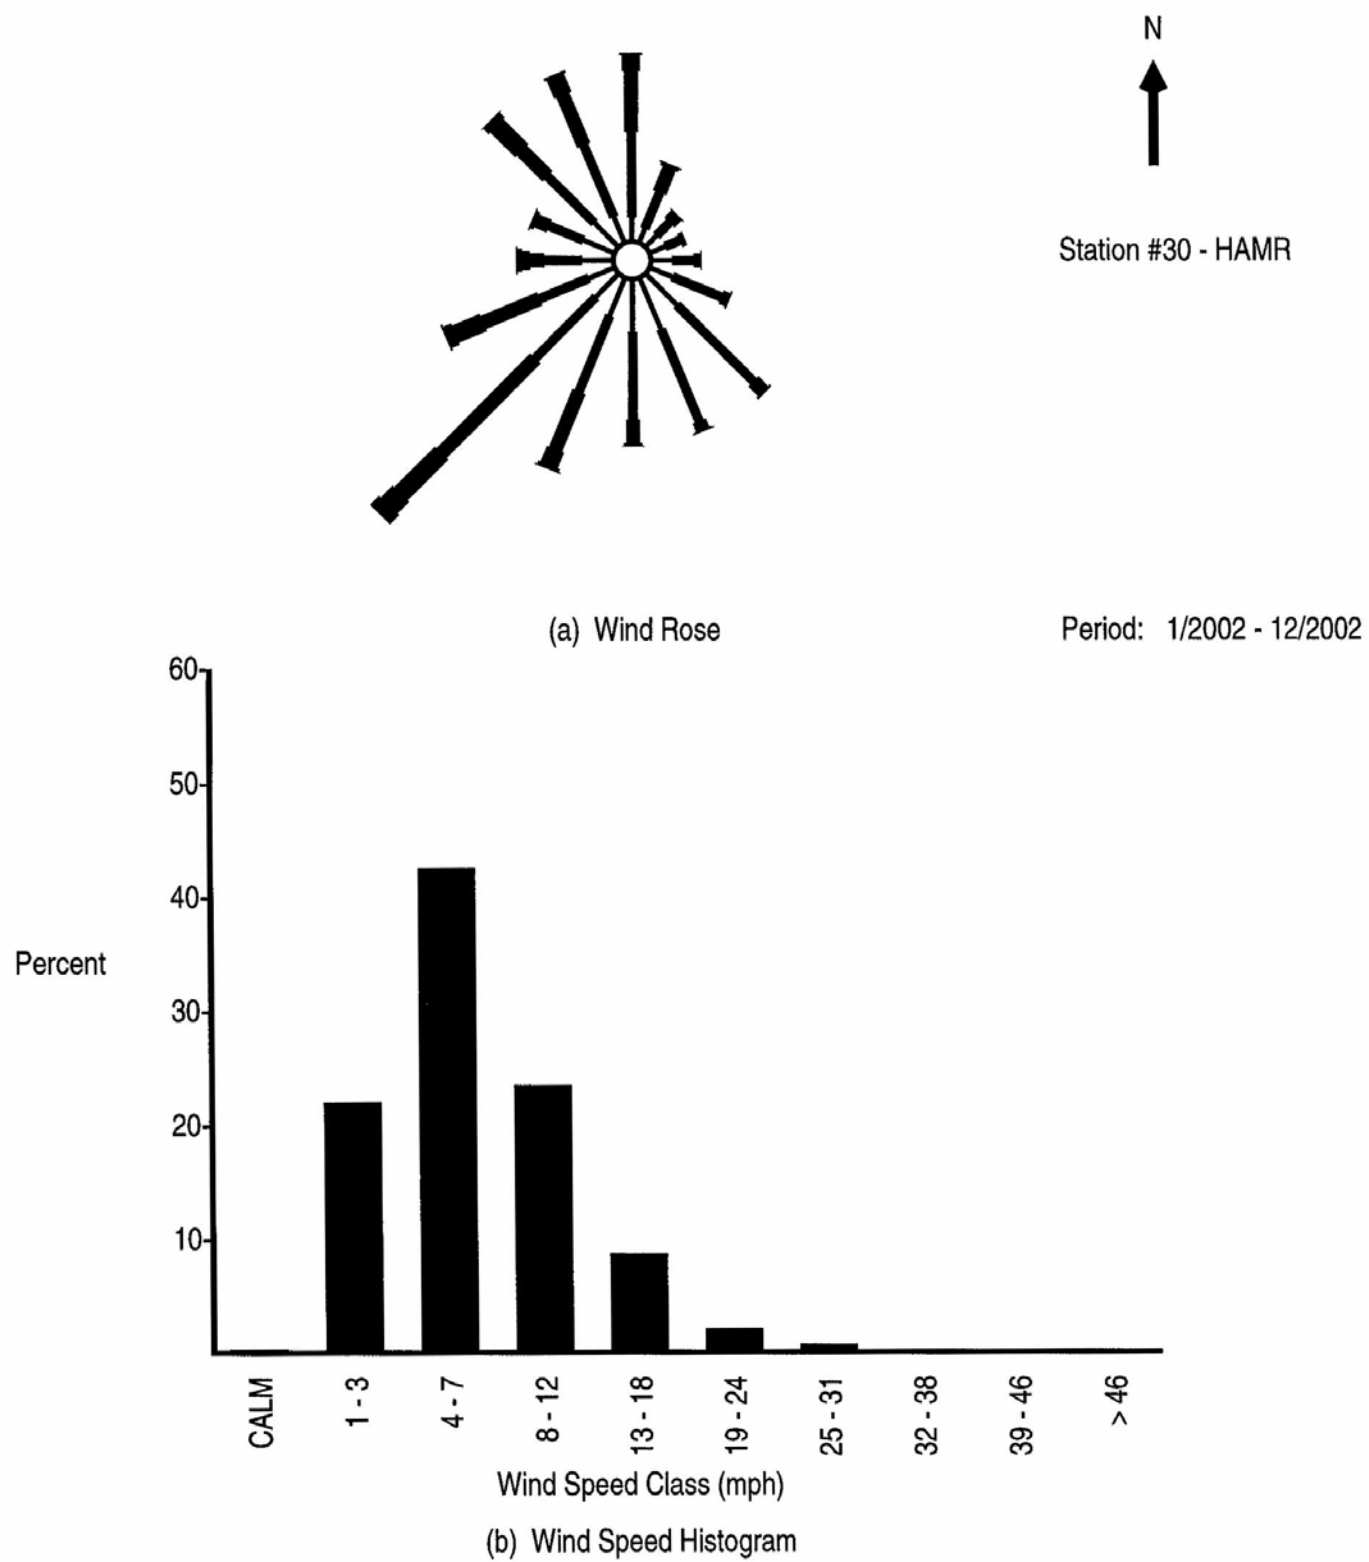 N
Station #30 - HAMR
(a) Wind Rose
Period: 1/2002 - 12/2002
60
50
40
Percent
30
20
10
CALM
1 - 3
4 - 7
8 - 12
13 - 18
19 - 24
25 - 31
32 - 38
39 - 46
> 46
Wind Speed Class (mph)
(b) Wind Speed Histogram